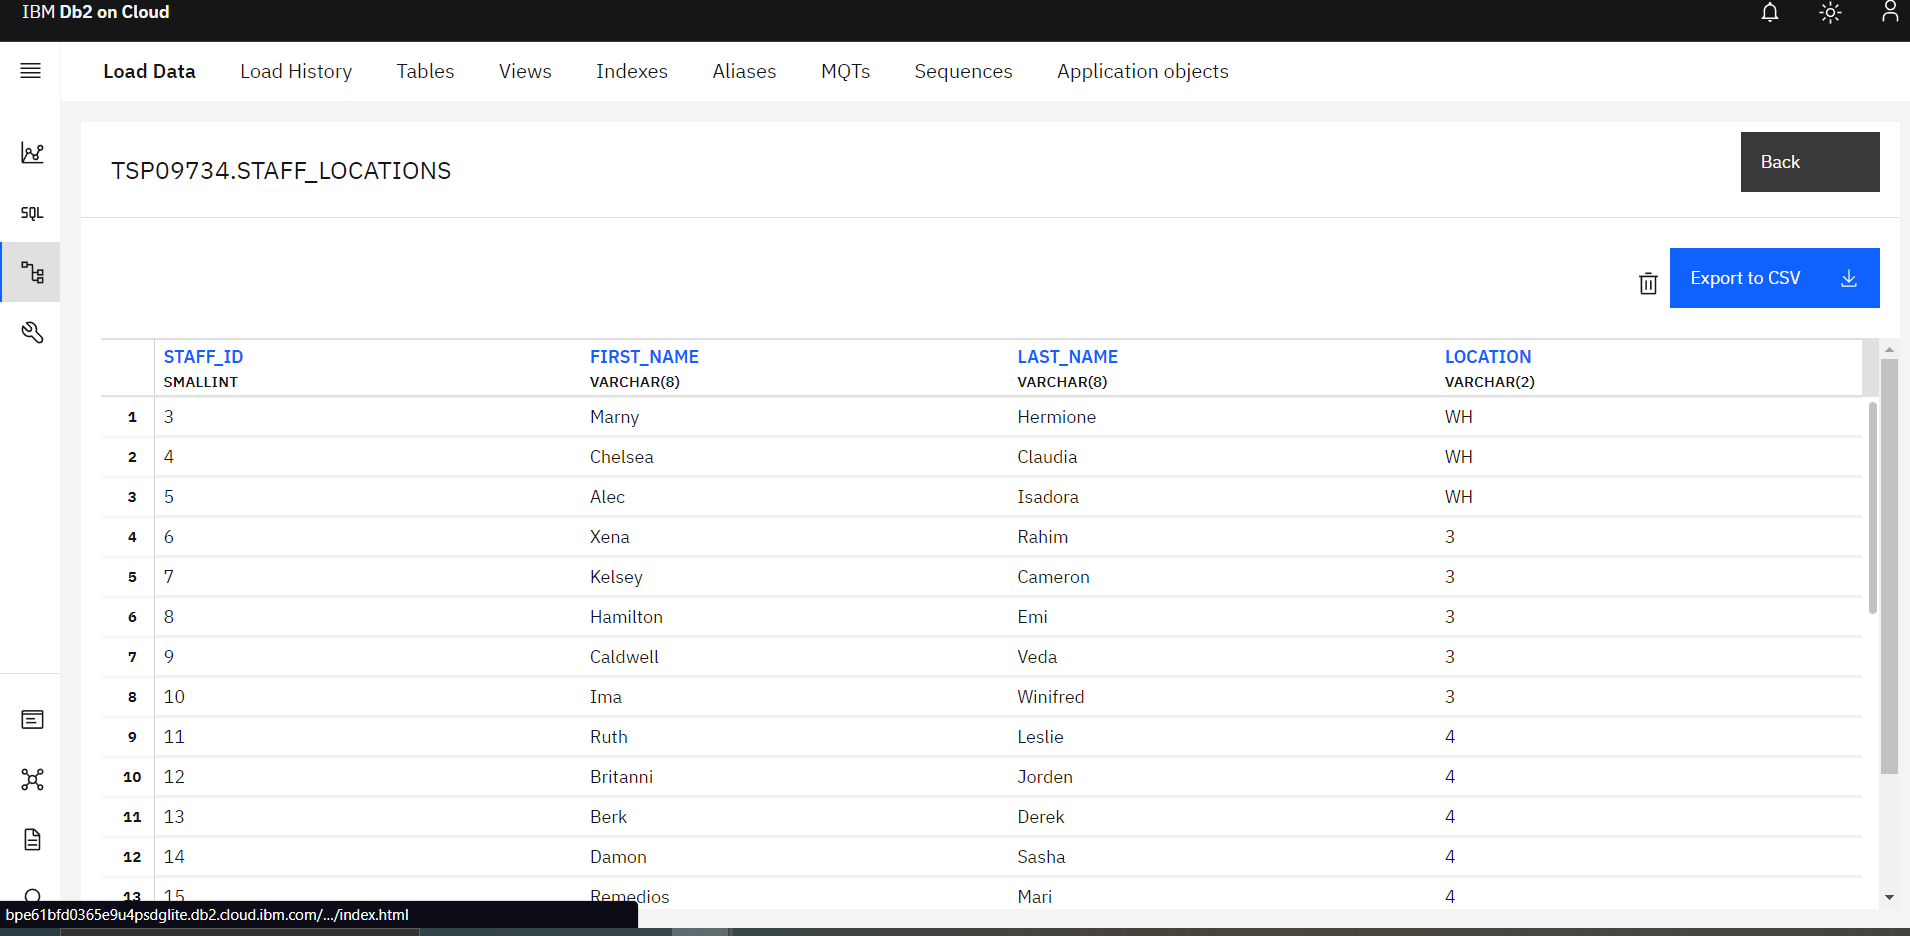 IBM Db2 on Cloud
Load Data Load History Tables Views Indexes Aliases MQTs Sequences Application objects
TSP09734.STAFF_LOCATIONS
Back
SQL
Export to CSV
STAFF_ID FIRST_NAME LAST_NAME LOCATION
SMALLINT VARCHAR(8) VARCHAR(8) VARCHAR(2)
1 3 Marny Hermione WH
2 4 Chelsea Claudia WH
3 5 Alec Isadora WH
4 6 Xena Rahim 3
5 7 Kelsey Cameron 3
6 8 Hamilton Emi 3
7 9 Caldwell Veda 3
8 10 Ima Winifred 3
9 11 Ruth Leslie 4
10 12 Britanni Jorden 4
11 13 Berk Derek 4
12 14 Damon Sasha 4
13 15 Remedios Mari 4
bpe61bfd0365e9u4psdglite.db2.cloud.ibm.com/.../index.html